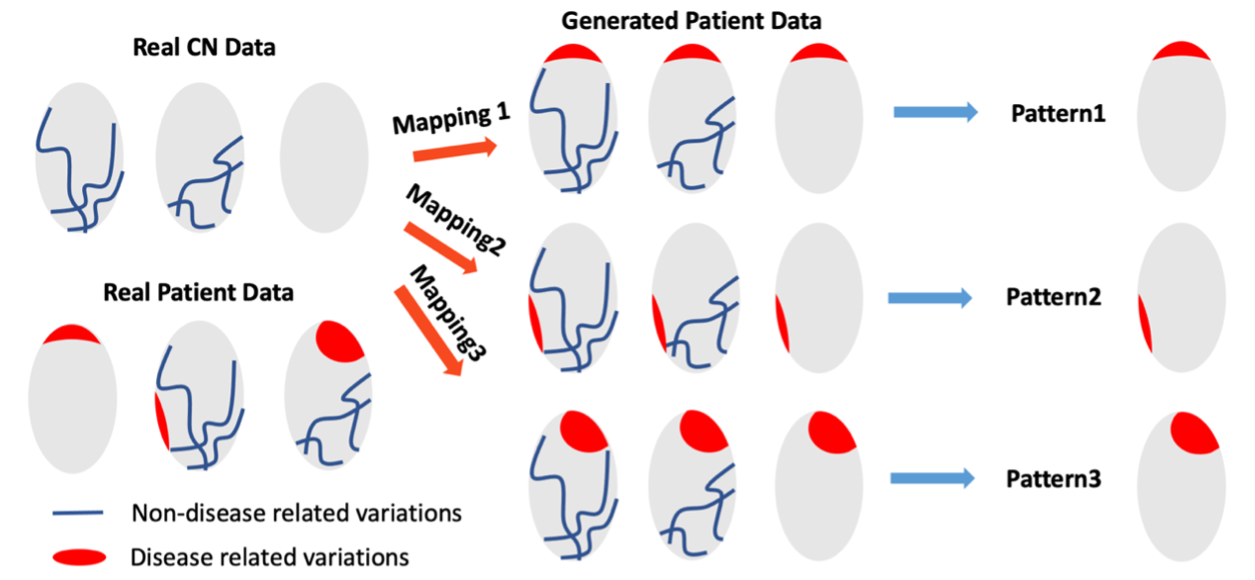 Generated Patient Data
Real CN Data
Mapping 1
Pattern1
Mapping2
Real Patient Data
Mapping3
Pattern2
Pattern3
Non-disease related variations
Disease related variations